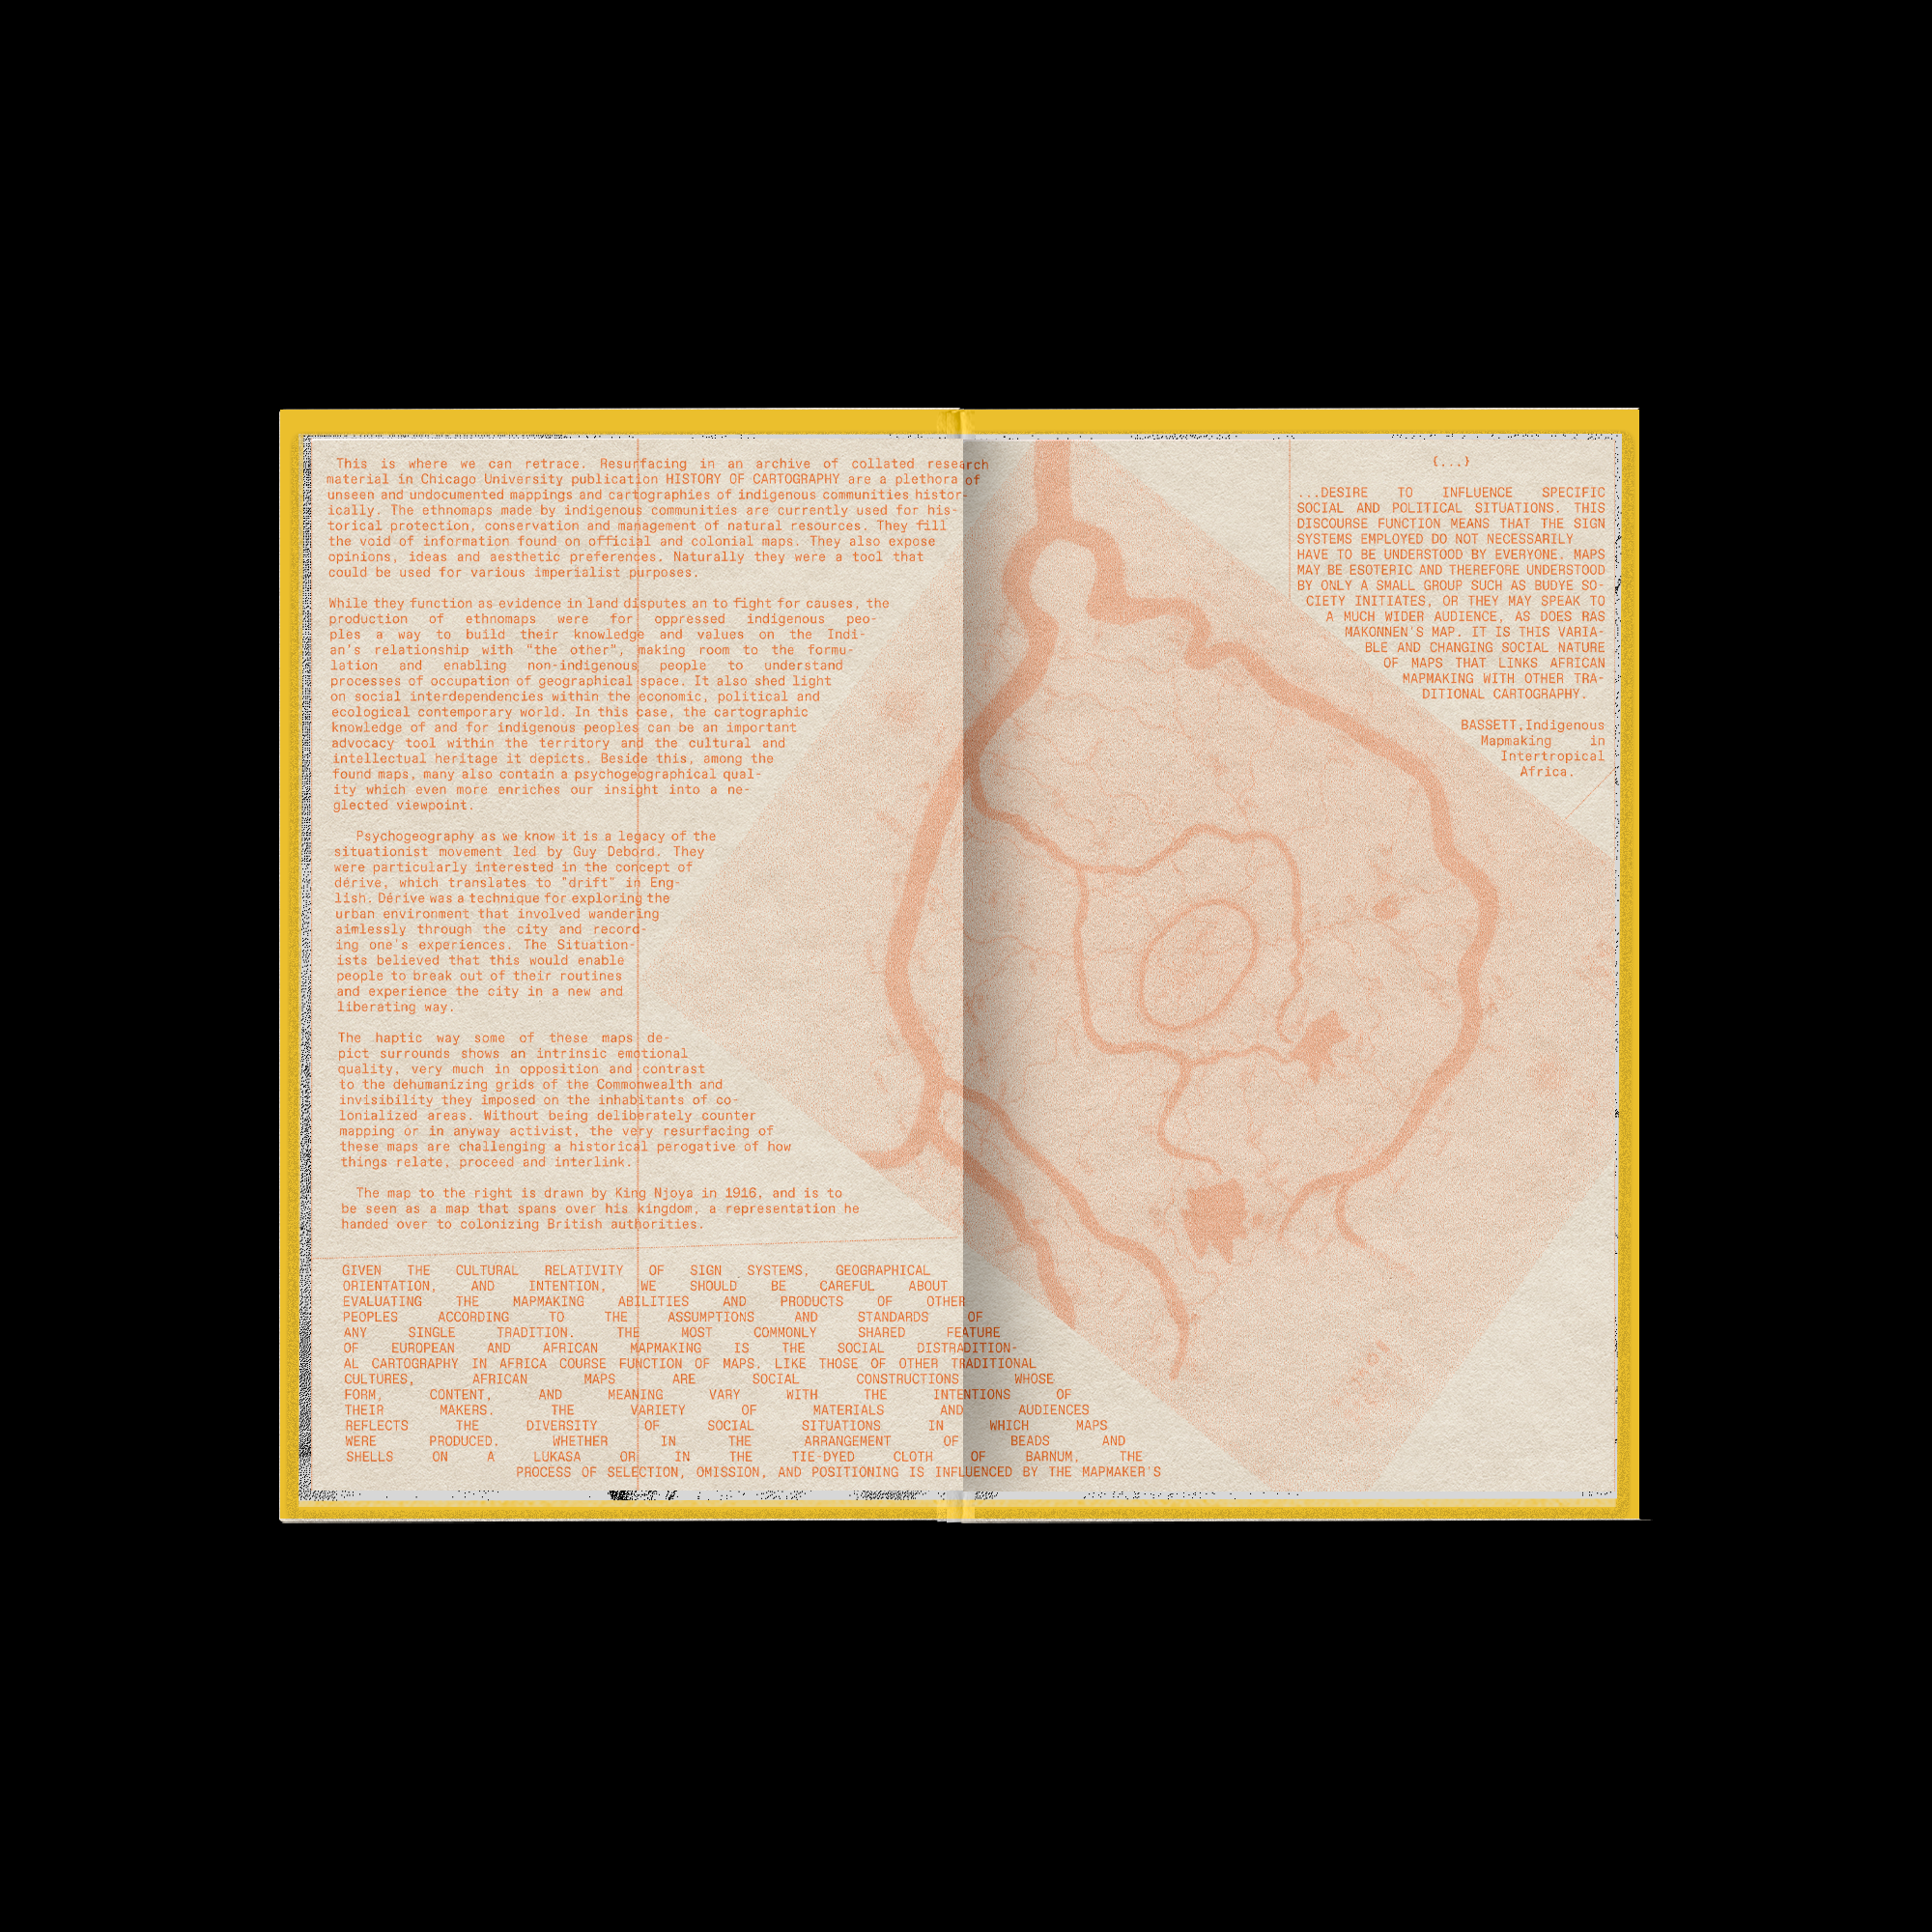 This is where we can retrace. Resurfacing in an archive of collated research
material in Chicago University publication HISTORY OF CARTOGRAPHY are a plethora of
unseen and undocumented mappings and cartographies of indigenous communities histor-
ically. The ethnomaps made by indigenous communities are currently used for his-
torical protection, conservation and management of natural resources. They fill
the void of information found on official and colonial maps. They also expose
opinions, ideas and aesthetic preferences. Naturally they were a tool that
could be used for various imperialist purposes.
While they function as evidence in land disputes an to fight for causes, the
production of ethnomaps were for oppressed indigenous peo-
ples a way to build their knowledge and values on the Indi-
an's relationship with "the other", making room to the formu-
lation and enabling non-indigenous people to understand
processes of occupation of geographical space. It also shed light
on social interdependencies within the economic, political and
ecological contemporary world. In this case, the cartographic
knowledge of and for indigenous peoples can be an important
advocacy tool within the territory and the cultural and
intellectual heritage it depicts. Beside this, among the
found maps, many also contain a psychogeographical qual-
ity which even more enriches our insight into a ne-
glected viewpoint.
Psychogeography as we know it is a legacy of the
situationist movement led by Guy Debord. They
were particularly interested in the concept of
dérive, which translates to "drift" in Eng-
lish. Dérive was a technique for exploring the
urban environment that involved wandering
aimlessly through the city and record-
ing one's experiences. The Situation-
ists believed that this would enable
people to break out of their routines
and experience the city in a new and
liberating way.
The haptic way some of these maps de-
pict surrounds shows an intrinsic emotional
quality, very much in opposition and contrast
to the dehumanizing grids of the Commonwealth and
invisibility they imposed on the inhabitants of co-
lonialized areas. Without being deliberately counter
mapping or in anyway activist, the very resurfacing of
these maps are challenging a historical perogative of how
things relate, proceed and interlink.
The map to the right is drawn by King Njoya in 1916, and is to
be seen as a map that spans over his kingdom, a representation he
handed over to colonizing British authorities.
GIVEN THE CULTURAL RELATIVITY OF SIGN SYSTEMS, GEOGRAPHICAL
ORIENTATION, AND INTENTION, WE SHOULD BE CAREFUL ABOUT
EVALUATING THE MAPMAKING ABILITIES AND PRODUCTS OF OTHER
PEOPLES ACCORDING TO THE ASSUMPTIONS AND STANDARDS OF
ANY SINGLE TRADITION. THE MOST COMMONLY SHARED FEATURE
OF EUROPEAN AND AFRICAN MAPMAKING IS THE SOCIAL DISTRADITION-
AL CARTOGRAPHY IN AFRICA COURSE FUNCTION OF MAPS. LIKE THOSE OF OTHER TRADITIONAL
CULTURES, AFRICAN MAPS ARE SOCIAL CONSTRUCTIONS WHOSE
FORM, CONTENT, AND MEANING VARY WITH THE INTENTIONS OF
THEIR MAKERS. THE VARIETY OF MATERIALS AND AUDIENCES
REFLECTS THE DIVERSITY OF SOCIAL SITUATIONS IN WHICH MAPS
WERE PRODUCED. WHETHER IN THE ARRANGEMENT OF BEADS AND
SHELLS ON A LUKASA OR IN THE TIE-DYED CLOTH OF BARNUM, THE
PROCESS OF SELECTION, OMISSION, AND POSITIONING IS INFLUENCED BY THE MAPMAKER'S
{...}
...DESIRE TO INFLUENCE SPECIFIC
SOCIAL AND POLITICAL SITUATIONS. THIS
DISCOURSE FUNCTION MEANS THAT THE SIGN
SYSTEMS EMPLOYED DO NOT NECESSARILY
HAVE TO BE UNDERSTOOD BY EVERYONE. MAPS
MAY BE ESOTERIC AND THEREFORE UNDERSTOOD
BY ONLY A SMALL GROUP SUCH AS BUDYE SO-
CIETY INITIATES, OR THEY MAY SPEAK TO
A MUCH WIDER AUDIENCE, AS DOES RAS
MAKONNEN'S MAP. IT IS THIS VARIA-
BLE AND CHANGING SOCIAL NATURE
OF MAPS THAT LINKS AFRICAN
MAPMAKING WITH OTHER TRA-
DITIONAL CARTOGRAPHY.
BASSETT,Indigenous
Mapmaking in
Intertropical
Africa.